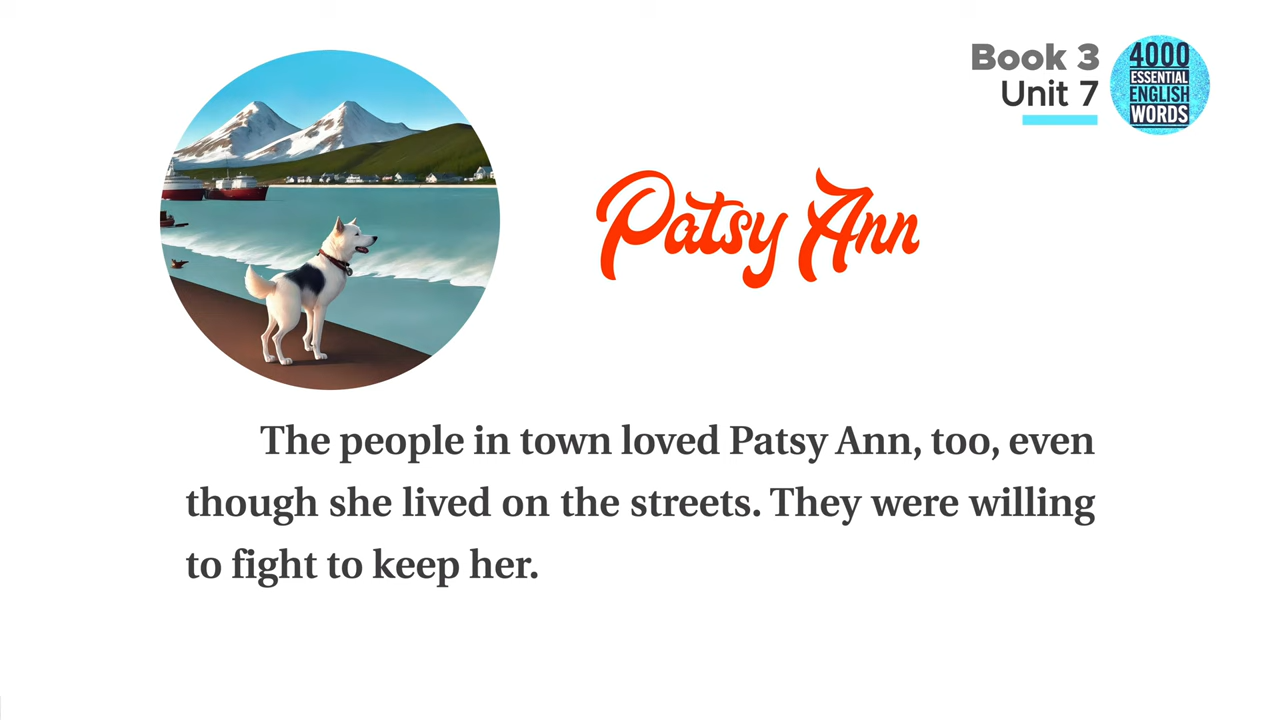 Book 3
Unit 7
4000
ESSENTIAL
ENGLISH
WORDS
Patsy Ann
The people in town loved Patsy Ann, too, even
though she lived on the streets. They were willing
to fight to keep her.